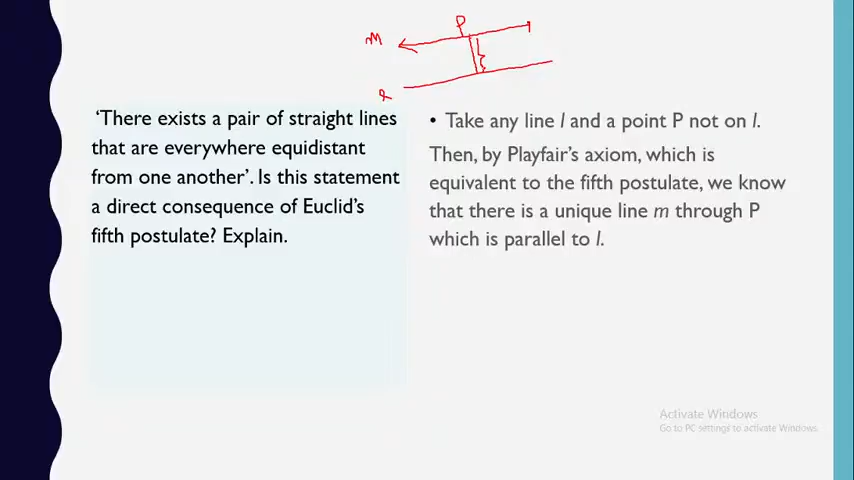 P
m
l
'There exists a pair of straight lines
that are everywhere equidistant
from one another'. Is this statement
a direct consequence of Euclid's
fifth postulate? Explain.
• Take any line l and a point P not on l.
Then, by Playfair's axiom, which is
equivalent to the fifth postulate, we know
that there is a unique line m through P
which is parallel to l.
Activate Windows
Go to PC settings to activate Windows.